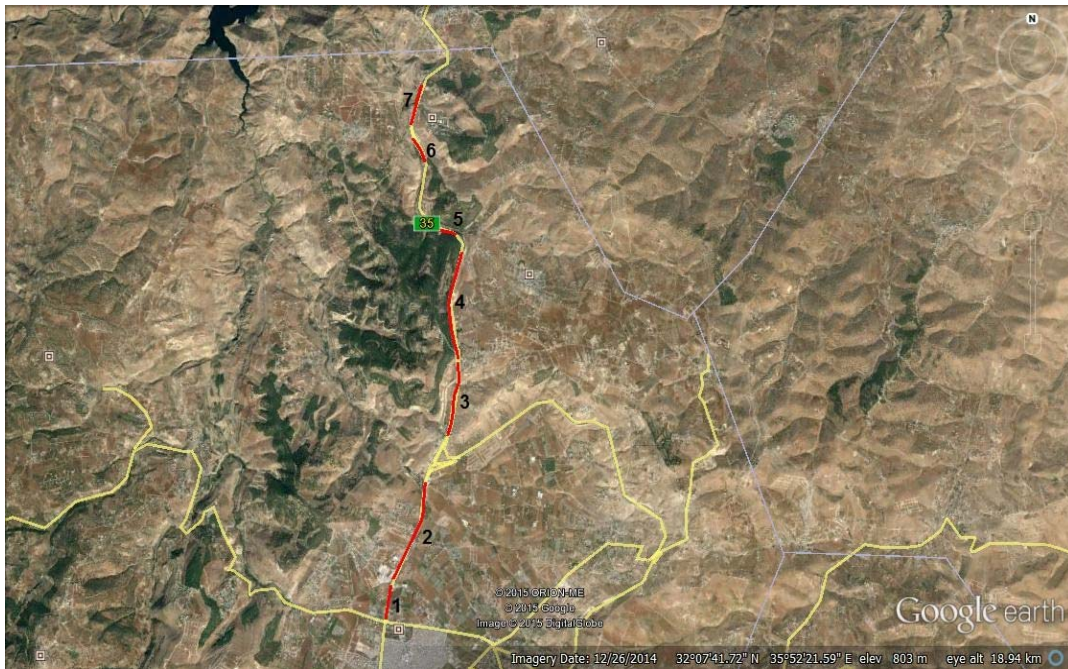 N
7
6
35
5
4
3
2
1
© 2015 ORION-ME
© 2015 Google
Image © 2015 DigitalGlobe
Google earth
Imagery Date: 12/26/2014 32°07'41.72" N 35°52'21.59" E elev 803 m eye alt 18.94 km